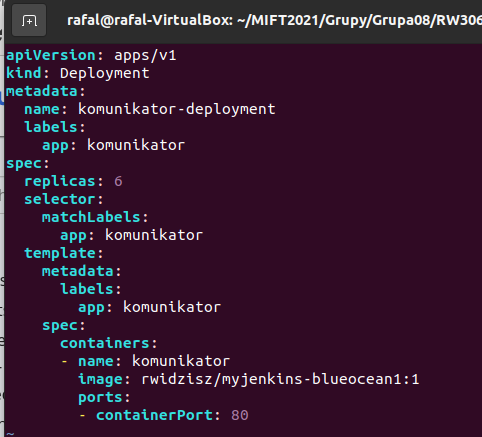 rafal@rafal-VirtualBox: ~/MIFT2021/Grupy/Grupa08/RW306
apiVersion: apps/v1
kind: Deployment
metadata:
  name: komunikator-deployment
  labels:
    app: komunikator
spec:
  replicas: 6
  selector:
    matchLabels:
      app: komunikator
  template:
    metadata:
      labels:
        app: komunikator
    spec:
      containers:
      - name: komunikator
        image: rwidzisz/myjenkins-blueocean1:1
        ports:
        - containerPort: 80
~